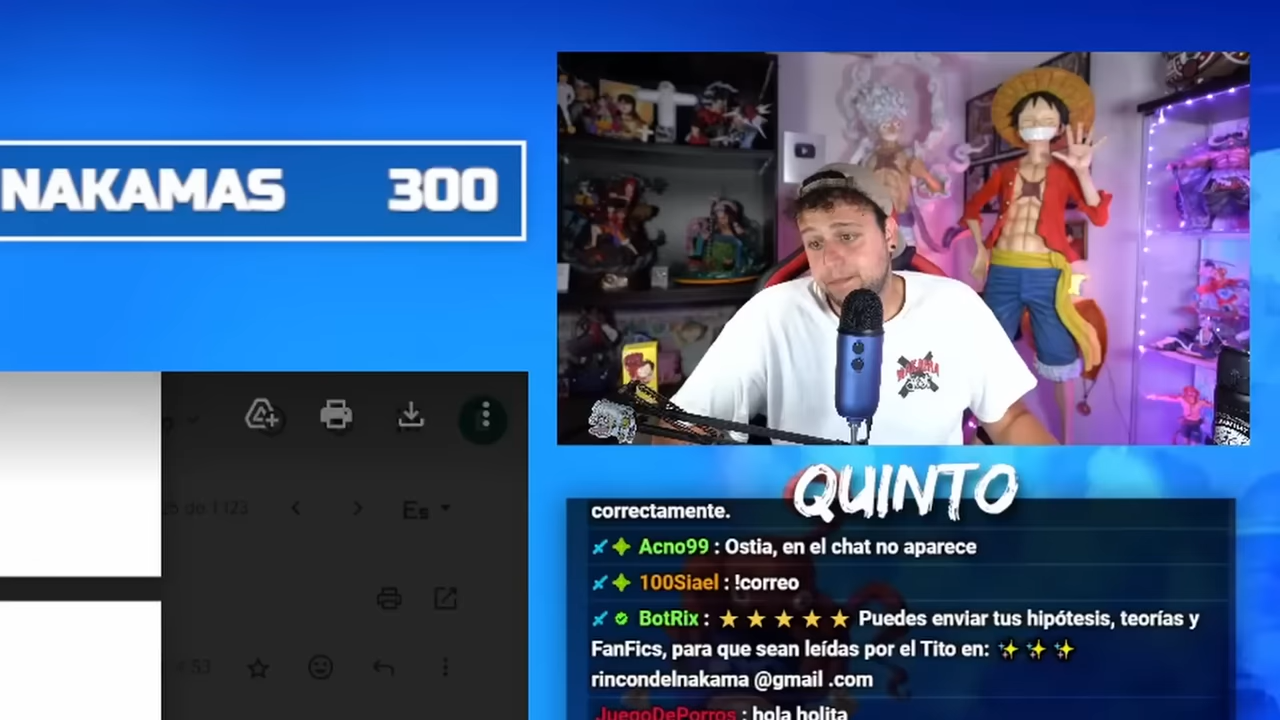 NAKAMAS 300
Es
QUINTO
correctamente.
Acno99 : Ostia, en el chat no aparece
100Siael : !correo
BotRix : ★ ★ ★ ★ ★ Puedes enviar tus hipótesis, teorías y
FanFics, para que sean leídas por el Tito en: ✨ ✨ ✨
rincondelnakama @gmail .com
JuegoDePorros : hola holita